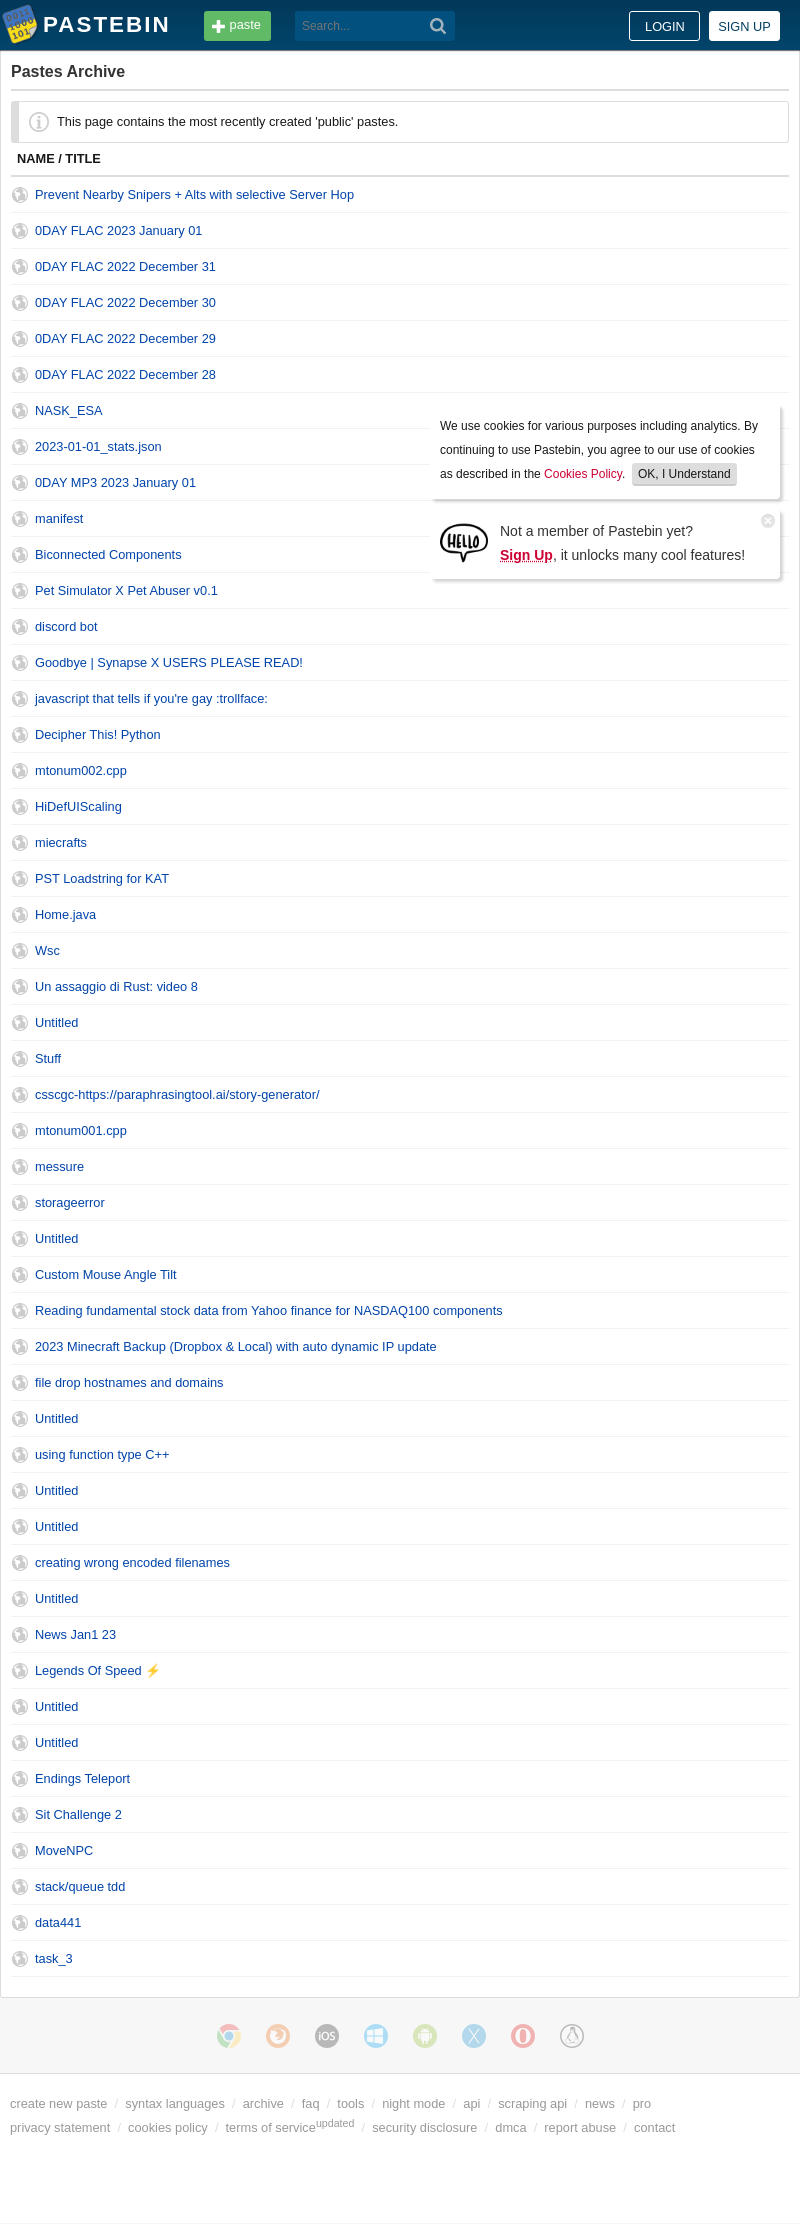 PASTEBIN
paste
Search...
LOGIN
SIGN UP
Pastes Archive
This page contains the most recently created 'public' pastes.
NAME / TITLE
Prevent Nearby Snipers + Alts with selective Server Hop
0DAY FLAC 2023 January 01
0DAY FLAC 2022 December 31
0DAY FLAC 2022 December 30
0DAY FLAC 2022 December 29
0DAY FLAC 2022 December 28
NASK_ESA
2023-01-01_stats.json
0DAY MP3 2023 January 01
manifest
Biconnected Components
We use cookies for various purposes including analytics. By
continuing to use Pastebin, you agree to our use of cookies
as described in the Cookies Policy. OK, I Understand
HELLO
Not a member of Pastebin yet?
Sign Up, it unlocks many cool features!
Pet Simulator X Pet Abuser v0.1
discord bot
Goodbye | Synapse X USERS PLEASE READ!
javascript that tells if you're gay :trollface:
Decipher This! Python
mtonum002.cpp
HiDefUIScaling
miecrafts
PST Loadstring for KAT
Home.java
Wsc
Un assaggio di Rust: video 8
Untitled
Stuff
csscgc-https://paraphrasingtool.ai/story-generator/
mtonum001.cpp
messure
storageerror
Untitled
Custom Mouse Angle Tilt
Reading fundamental stock data from Yahoo finance for NASDAQ100 components
2023 Minecraft Backup (Dropbox & Local) with auto dynamic IP update
file drop hostnames and domains
Untitled
using function type C++
Untitled
Untitled
creating wrong encoded filenames
Untitled
News Jan1 23
Legends Of Speed ⚡
Untitled
Untitled
Endings Teleport
Sit Challenge 2
MoveNPC
stack/queue tdd
data441
task_3
iOS
create new paste / syntax languages / archive / faq / tools / night mode / api / scraping api / news / pro
privacy statement / cookies policy / terms of service updated / security disclosure / dmca / report abuse / contact